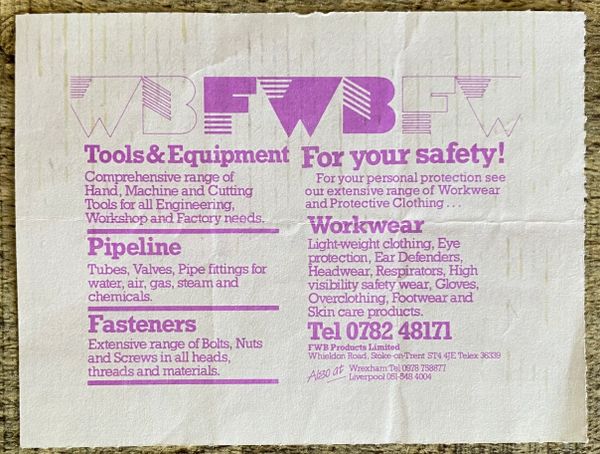 WBFWBFW
Tools & Equipment
Comprehensive range of
Hand, Machine and Cutting
Tools for all Engineering,
Workshop and Factory needs.
Pipeline
Tubes, Valves, Pipe fittings for
water, air, gas, steam and
chemicals.
Fasteners
Extensive range of Bolts, Nuts
and Screws in all heads,
threads and materials.
For your safety!
For your personal protection see
our extensive range of Workwear
and Protective Clothing . . .
Workwear
Light-weight clothing, Eye
protection, Ear Defenders,
Headwear, Respirators, High
visibility safety wear, Gloves,
Overclothing, Footwear and
Skin care products.
Tel 0782 48171
FWB Products Limited
Whieldon Road, Stoke-on-Trent ST4 4JE Telex 36339
Also at Wrexham Tel 0978 758877
Liverpool 051-548 4004